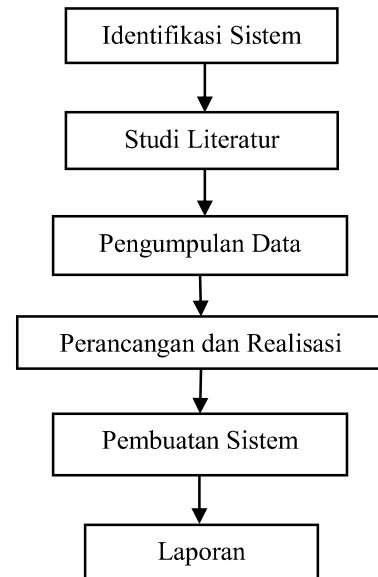 Identifikasi Sistem
Studi Literatur
Pengumpulan Data
Perancangan dan Realisasi
Pembuatan Sistem
Laporan